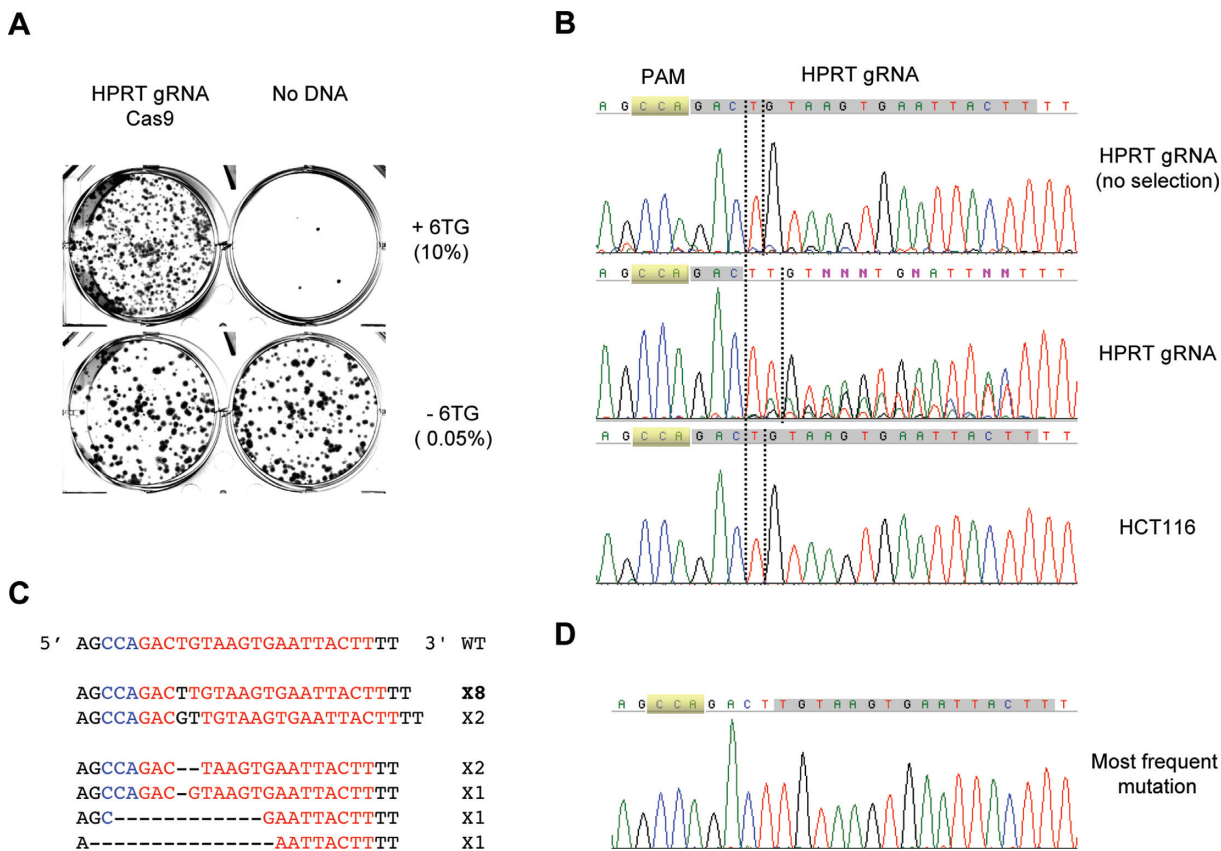 A
HPRT gRNA
Cas9
No DNA
+ 6TG
(10%)
- 6TG
( 0.05%)
B
PAM
HPRT gRNA
A G C C A G A C T G T A A G T G A A T T A C T T T T
HPRT gRNA
(no selection)
A G C C A G A C T T G T N N N T G N A T T N N T T T
HPRT gRNA
A G C C A G A C T G T A A G T G A A T T A C T T T T
HCT116
C
5’ AGCCAGACTGTAAGTGAATTACTTTT 3' WT
AGCCAGACTTGTAAGTGAATTACTTTT X8
AGCCAGACGTTGTAAGTGAATTACTTTT X2
AGCCAGAC--TAAGTGAATTACTTTT X2
AGCCAGAC-GTAAGTGAATTACTTTT X1
AGC------------GAATTACTTTT X1
A---------------AATTACTTTT X1
D
A G C C A G A C T T G T A A G T G A A T T A C T T T
Most frequent
mutation